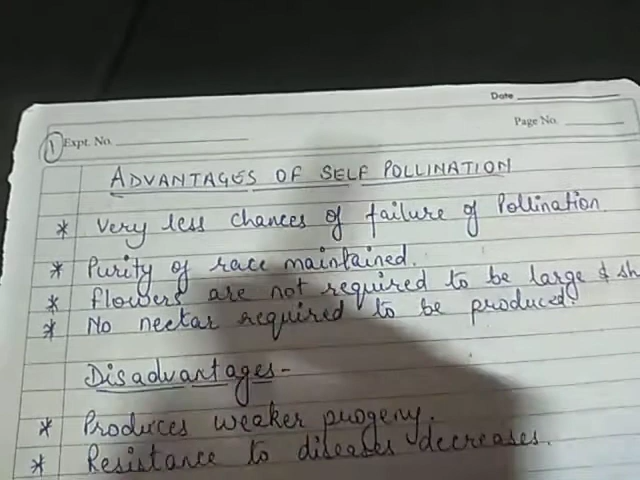 Date
Page No.
1 Expt. No.
ADVANTAGES OF SELF POLLINATION
* Very less chances of failure of Pollination
* Purity of race maintained.
* flowers are not required to be large & sh
* No nectar required to be produced.
Disadvantages-
* Produces weaker progeny.
* Resistance to diseases decreases.